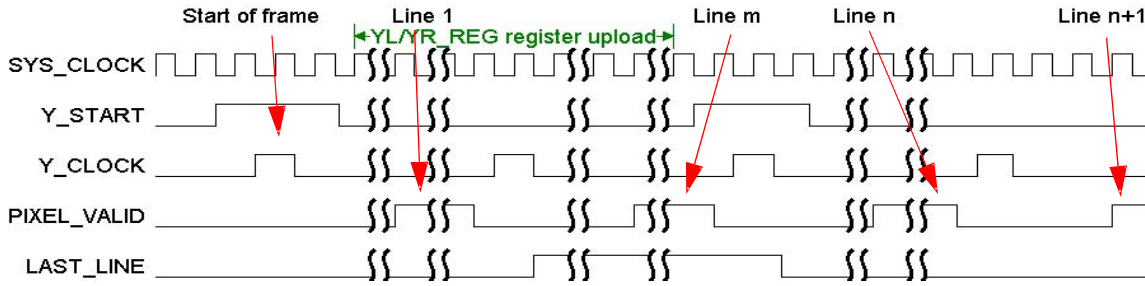 Start of frame Line 1 Line m Line n Line n+1
YL/YR_REG register upload
SYS_CLOCK
Y_START
Y_CLOCK
PIXEL_VALID
LAST_LINE